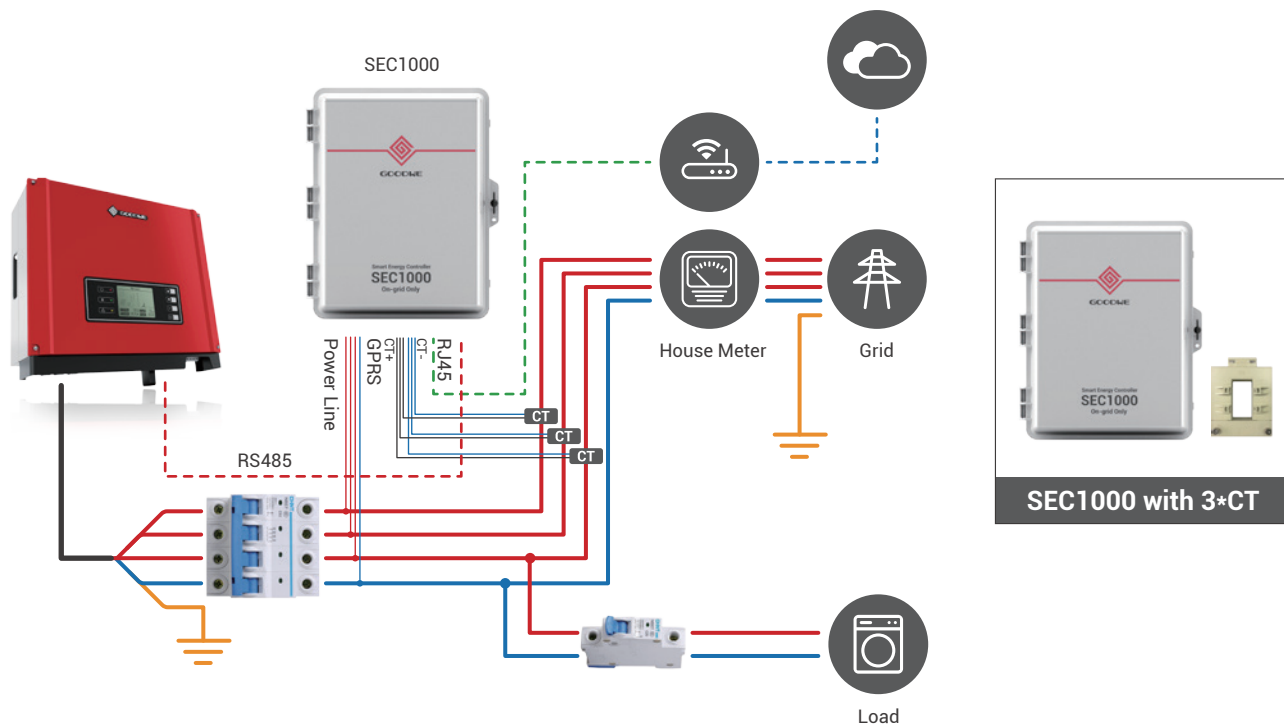 SEC1000
GOODWE
GOODWE
Smart Energy Controller
SEC1000
On-grid Only
Power Line
GPRS
CT+
CT-
RJ45
RS485
CT
CT
CT
House Meter
Grid
Load
GOODWE
Smart Energy Controller
SEC1000
On-grid Only
SEC1000 with 3*CT